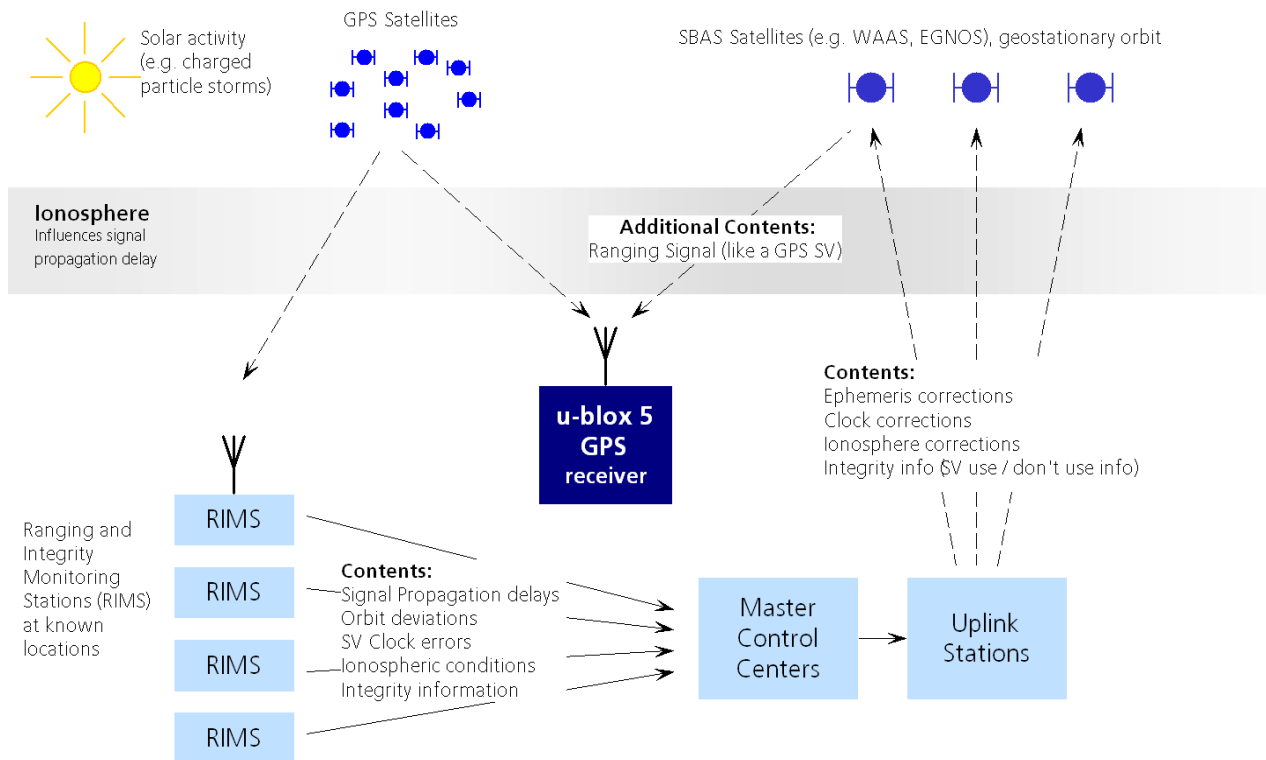 GPS Satellites
Solar activity
(e.g. charged
particle storms)
SBAS Satellites (e.g. WAAS, EGNOS), geostationary orbit
Ionosphere
Influences signal
propagation delay
Additional Contents:
Ranging Signal (like a GPS SV)
u-blox 5
GPS
receiver
Contents:
Ephemeris corrections
Clock corrections
Ionosphere corrections
Integrity info (SV use / don't use info)
Ranging and
Integrity
Monitoring
Stations (RIMS)
at known
locations
RIMS
RIMS
RIMS
RIMS
Contents:
Signal Propagation delays
Orbit deviations
SV Clock errors
Ionospheric conditions
Integrity information
Master
Control
Centers
Uplink
Stations